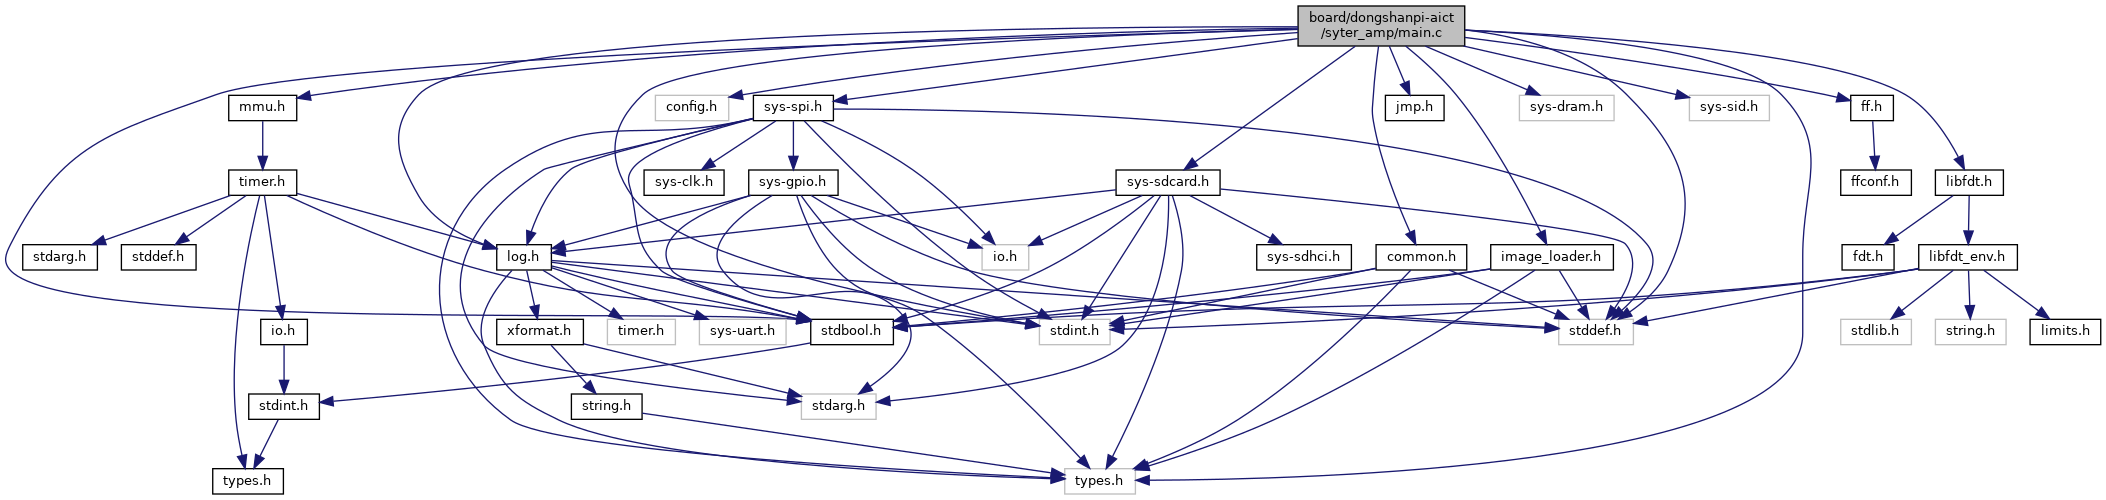 board/dongshanpi-aict
/syter_amp/main.c
mmu.h
config.h
sys-spi.h
jmp.h
sys-dram.h
sys-sid.h
ff.h
timer.h
sys-clk.h
sys-gpio.h
sys-sdcard.h
ffconf.h
libfdt.h
stdarg.h
stddef.h
log.h
io.h
sys-sdhci.h
common.h
image_loader.h
fdt.h
libfdt_env.h
io.h
xformat.h
timer.h
sys-uart.h
stdbool.h
stdint.h
stddef.h
stdlib.h
string.h
limits.h
stdint.h
string.h
stdarg.h
types.h
types.h